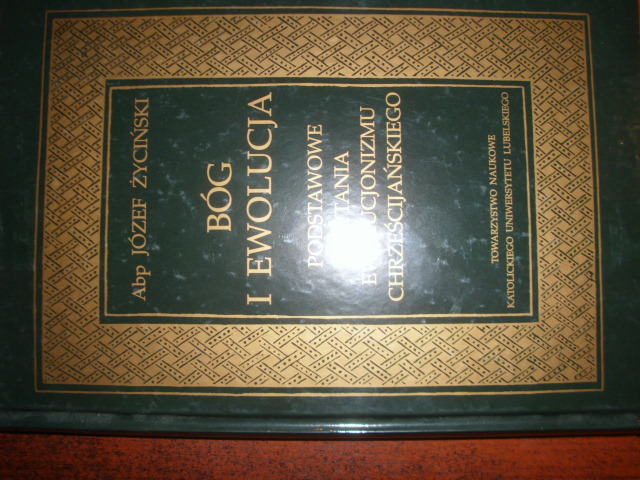 Abp JÓZEF ŻYCIŃSKI
BÓG
I EWOLUCJA
PODSTAWOWE
CHRZEŚCIJAŃSKIEGO
TOWARZYSTWO NAUKOWE
KATOLICKIEGO UNIWERSYTETU LUBELSKIEGO